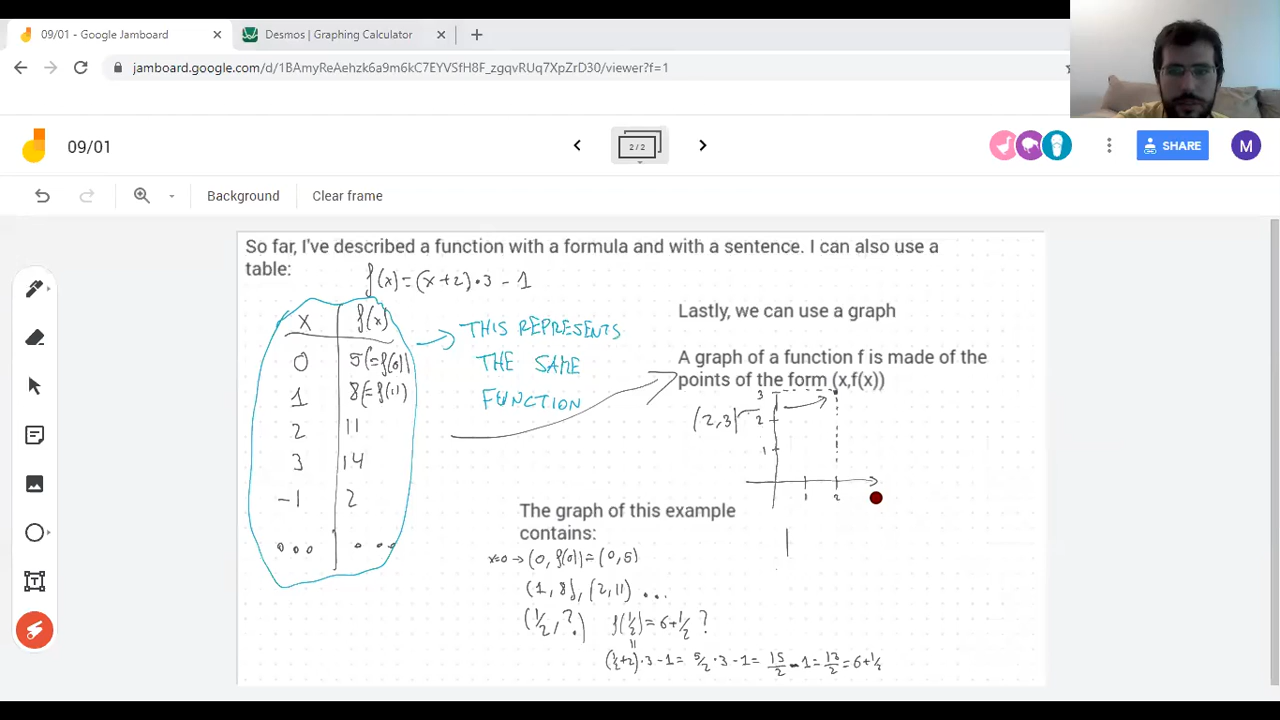 09/01 - Google Jamboard
Desmos | Graphing Calculator
jamboard.google.com/d/1BAmyReAehzk6a9m6kC7EYVSfH8F_zgqvRUq7XpZrD30/viewer?f=1
09/01
2 / 2
SHARE
M
Background
Clear frame
So far, I've described a function with a formula and with a sentence. I can also use a
table:
f(x)=(x+2)•3-1
x f(x)
0 5(=f(0))
1 8(=f(1))
2 11
3 14
-1 2
... ...
THIS REPRESENTS
THE SAME
FUNCTION
Lastly, we can use a graph
A graph of a function f is made of the
points of the form (x,f(x))
3
(2,3) 2
1
1 2
The graph of this example
contains:
x=0→(0, f(0))=(0,5)
(1,8), (2,11) ...
(1/2, ?) f(1/2)=6+1/2 ?
=
(1/2+2)•3-1= 5/2•3-1= 15/2-1=13/2=6+1/2